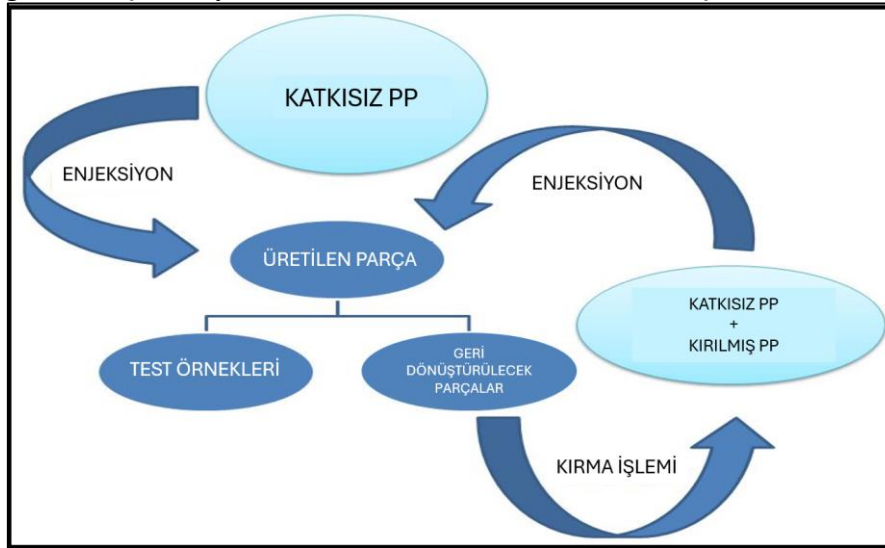 KATKISIZ PP
ENJEKSİYON
ENJEKSİYON
ÜRETİLEN PARÇA
KATKISIZ PP
+
KIRILMIŞ PP
TEST ÖRNEKLERİ
GERİ
DÖNÜŞTÜRÜLECEK
PARÇALAR
KIRMA İŞLEMİ